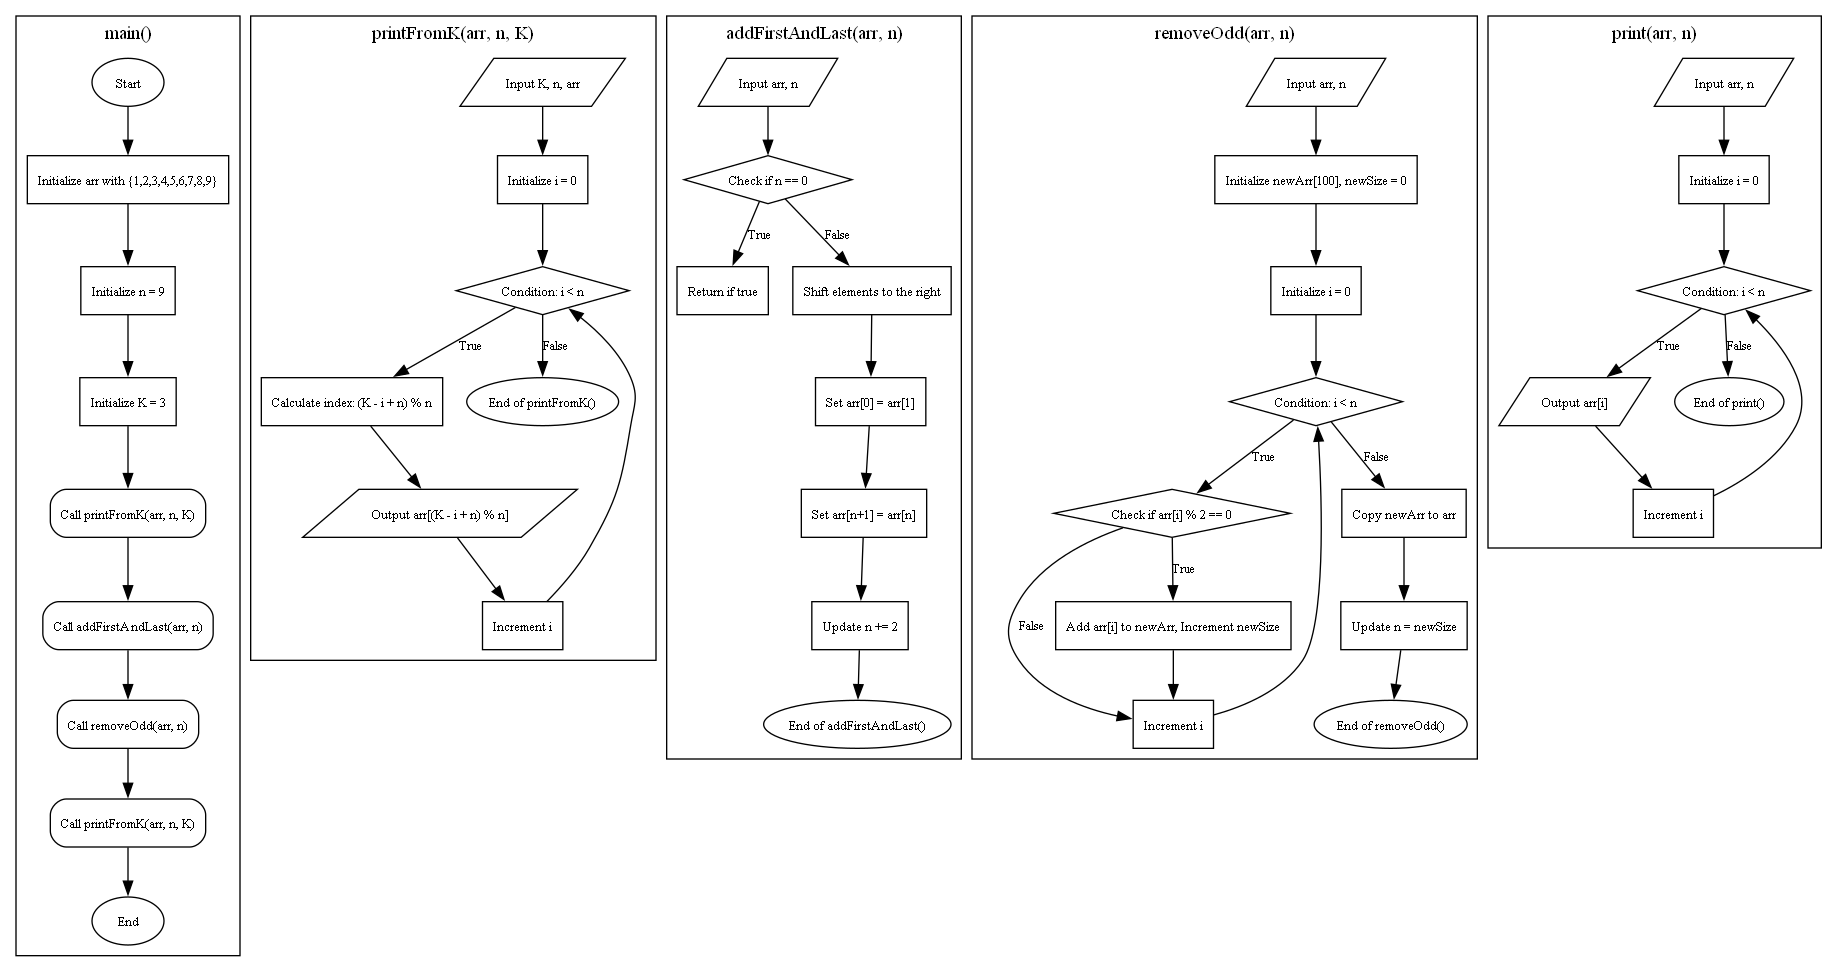 main()
Start
Initialize arr with {1,2,3,4,5,6,7,8,9}
Initialize n = 9
Initialize K = 3
Call printFromK(arr, n, K)
Call addFirstAndLast(arr, n)
Call removeOdd(arr, n)
Call printFromK(arr, n, K)
End
printFromK(arr, n, K)
Input K, n, arr
Initialize i = 0
Condition: i < n
True
False
Calculate index: (K - i + n) % n
End of printFromK()
Output arr[(K - i + n) % n]
Increment i
addFirstAndLast(arr, n)
Input arr, n
Check if n == 0
True
False
Return if true
Shift elements to the right
Set arr[0] = arr[1]
Set arr[n+1] = arr[n]
Update n += 2
End of addFirstAndLast()
removeOdd(arr, n)
Input arr, n
Initialize newArr[100], newSize = 0
Initialize i = 0
Condition: i < n
True
False
Check if arr[i] % 2 == 0
Copy newArr to arr
True
False
Add arr[i] to newArr, Increment newSize
Update n = newSize
Increment i
End of removeOdd()
print(arr, n)
Input arr, n
Initialize i = 0
Condition: i < n
True
False
Output arr[i]
End of print()
Increment i